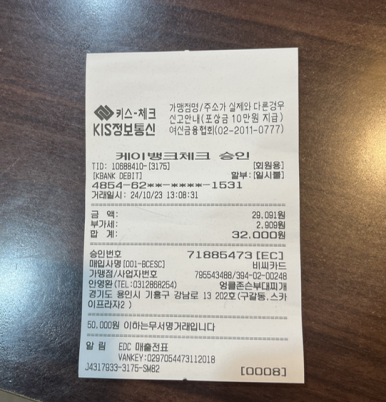 키스-체크
KIS정보통신
가맹점명/주소가 실제와 다른경우
신고안내(포상금 10만원 지급)
여신금융협회(02-2011-0777)
케이뱅크체크 승인
TID: 10688410-[3175] [회원용]
[KBANK DEBIT] 할부:[일시불]
4854-62**-****-1531
거래일시: 24/10/23 13:08:31
금 액: 29,091원
부가세: 2,909원
합 계: 32,000원
승인번호 71885473[EC]
매입사명[001-BCESC] 비씨카드
가맹점/사업자번호 795543488/394-02-00248
안영환(TEL:0312868254) 엉클존슨부대찌개
경기도 용인시 기흥구 강남로 13 202호(구갈동,스카
이프라자2 )
50,000원 이하는무서명거래입니다
알 림 EDC 매출전표
VANKEY:0297054473112018
J4317933-3175-SM82 [0008]